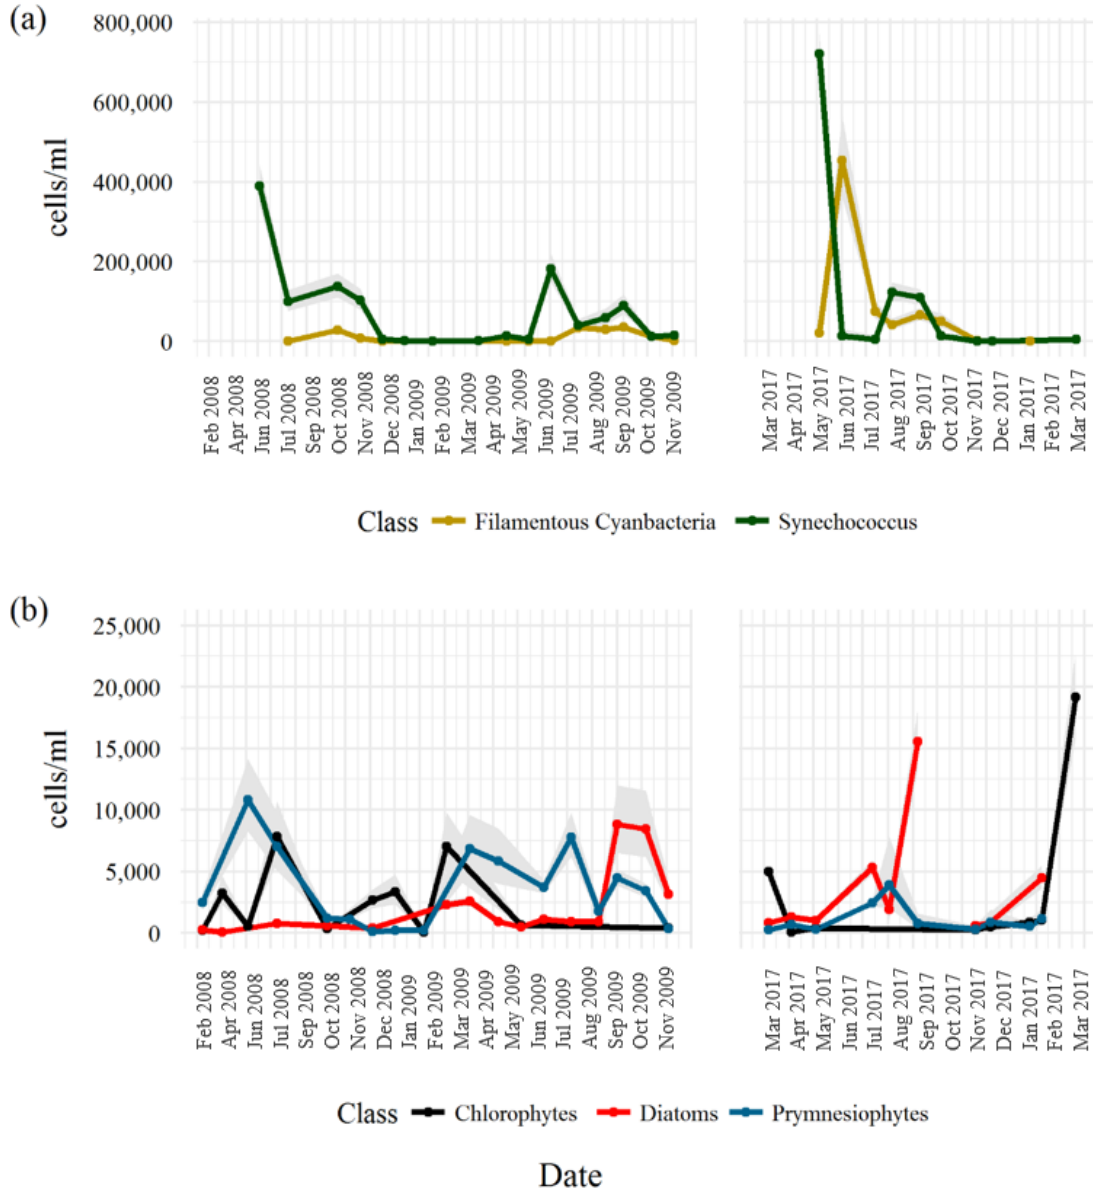 (a)
800,000
600,000
400,000
200,000
0
cells/ml
Feb 2008
Apr 2008
Jun 2008
Jul 2008
Sep 2008
Oct 2008
Nov 2008
Dec 2008
Jan 2009
Feb 2009
Mar 2009
Apr 2009
May 2009
Jun 2009
Jul 2009
Aug 2009
Sep 2009
Oct 2009
Nov 2009
Mar 2017
Apr 2017
May 2017
Jun 2017
Jul 2017
Aug 2017
Sep 2017
Oct 2017
Nov 2017
Dec 2017
Jan 2017
Feb 2017
Mar 2017
Class Filamentous Cyanbacteria Synechococcus
(b)
25,000
20,000
15,000
10,000
5,000
0
cells/ml
Feb 2008
Apr 2008
Jun 2008
Jul 2008
Sep 2008
Oct 2008
Nov 2008
Dec 2008
Jan 2009
Feb 2009
Mar 2009
Apr 2009
May 2009
Jun 2009
Jul 2009
Aug 2009
Sep 2009
Oct 2009
Nov 2009
Mar 2017
Apr 2017
May 2017
Jun 2017
Jul 2017
Aug 2017
Sep 2017
Oct 2017
Nov 2017
Dec 2017
Jan 2017
Feb 2017
Mar 2017
Class Chlorophytes Diatoms Prymnesiophytes
Date